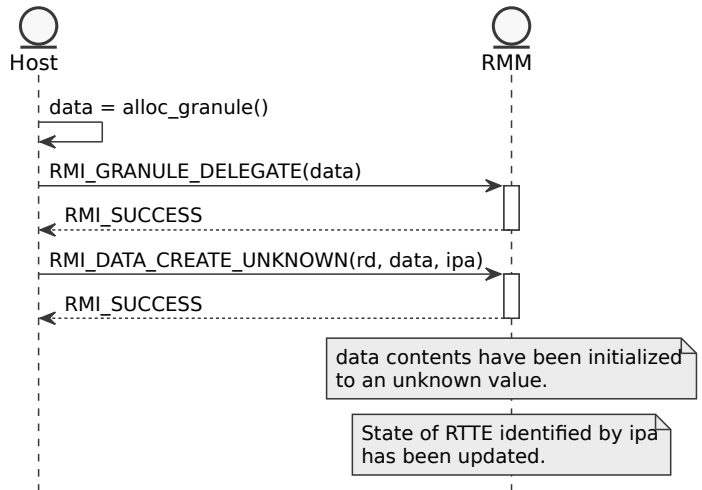 Host
RMM
data = alloc_granule()
RMI_GRANULE_DELEGATE(data)
RMI_SUCCESS
RMI_DATA_CREATE_UNKNOWN(rd, data, ipa)
RMI_SUCCESS
data contents have been initialized
to an unknown value.
State of RTTE identified by ipa
has been updated.